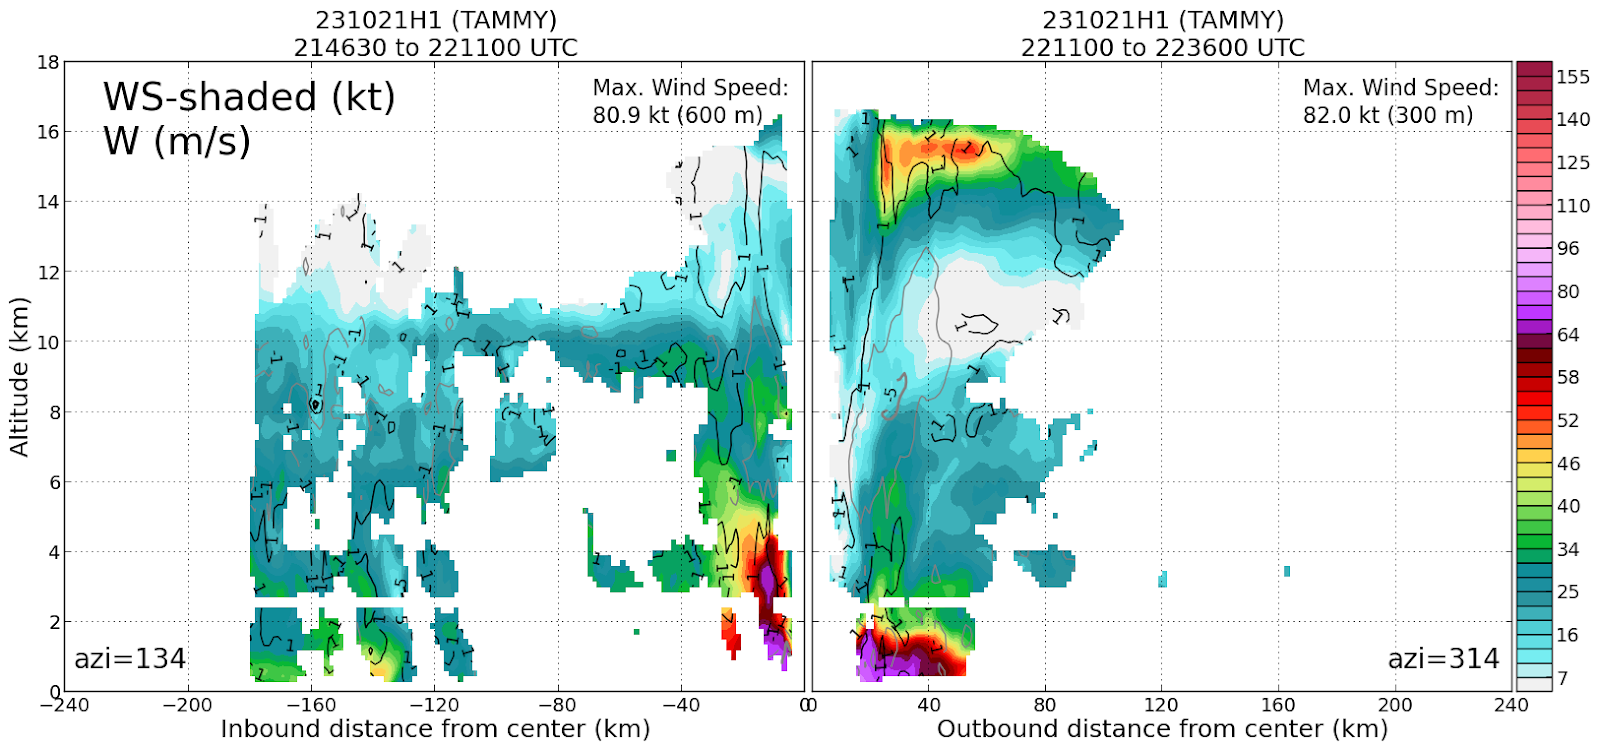 231021H1 (TAMMY)
214630 to 221100 UTC
231021H1 (TAMMY)
221100 to 223600 UTC
WS-shaded (kt)
W (m/s)
Max. Wind Speed:
80.9 kt (600 m)
Max. Wind Speed:
82.0 kt (300 m)
18
16
14
12
10
8
6
4
2
0
Altitude (km)
azi=134
azi=314
155
140
125
110
96
80
64
58
52
46
40
34
25
16
7
−240
−200
−160
−120
−80
−40
0
0
40
80
120
160
200
240
Inbound distance from center (km)
Outbound distance from center (km)